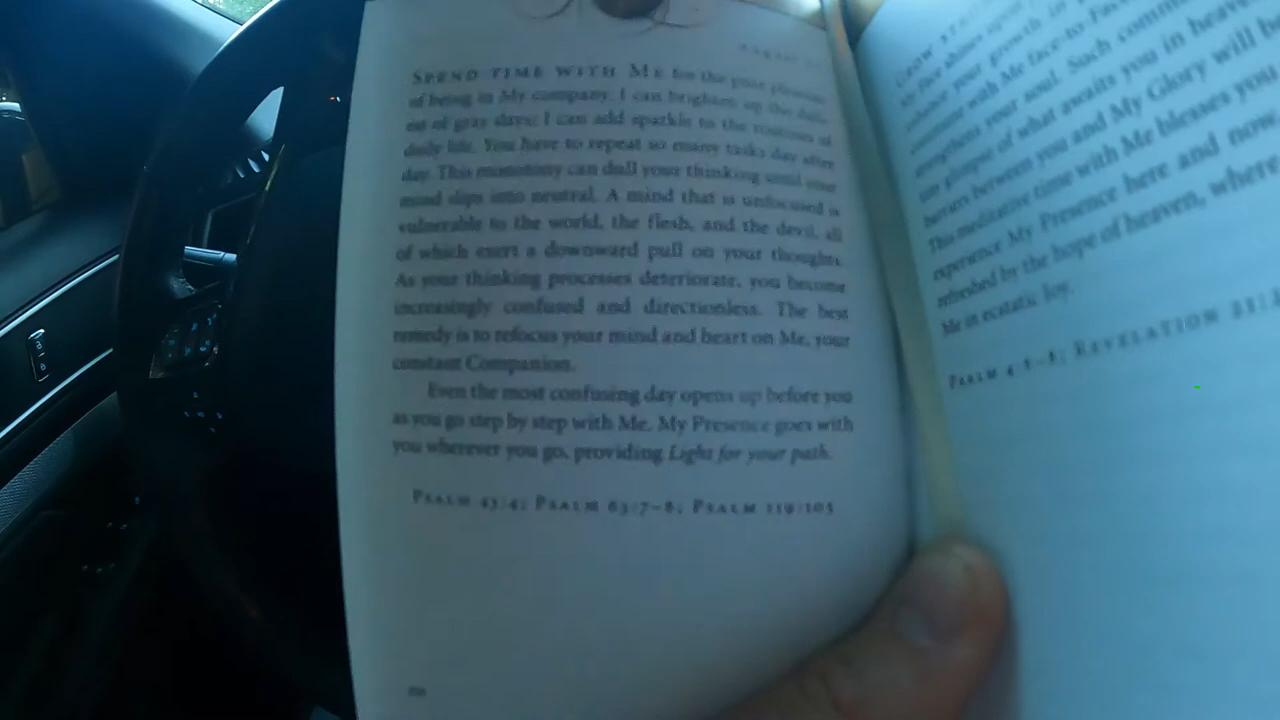 SPEND TIME WITH ME for the pure pleasure
of being in My company. I can brighten up the dull-
est of gray days; I can add sparkle to the routines of
daily life. You have to repeat so many tasks day after
day. This monotony can dull your thinking until your
mind slips into neutral. A mind that is unfocused is
vulnerable to the world, the flesh, and the devil, all
of which exert a downward pull on your thoughts.
As your thinking processes deteriorate, you become
increasingly confused and directionless. The best
remedy is to refocus your mind and heart on Me, your
constant Companion.
Even the most confusing day opens up before you
as you go step by step with Me. My Presence goes with
you wherever you go, providing Light for your path.
PSALM 43:4; PSALM 63:7–8; PSALM 119:105
your growth in
with Me face-to-Face
your soul. Such
glimpse of what awaits you in heaven
between you and My Glory will be
This meditative time with Me blesses you
experience My Presence here and now
refreshed by the hope of heaven, where
Me in ecstatic joy.
PSALM 4 REVELATION 21: